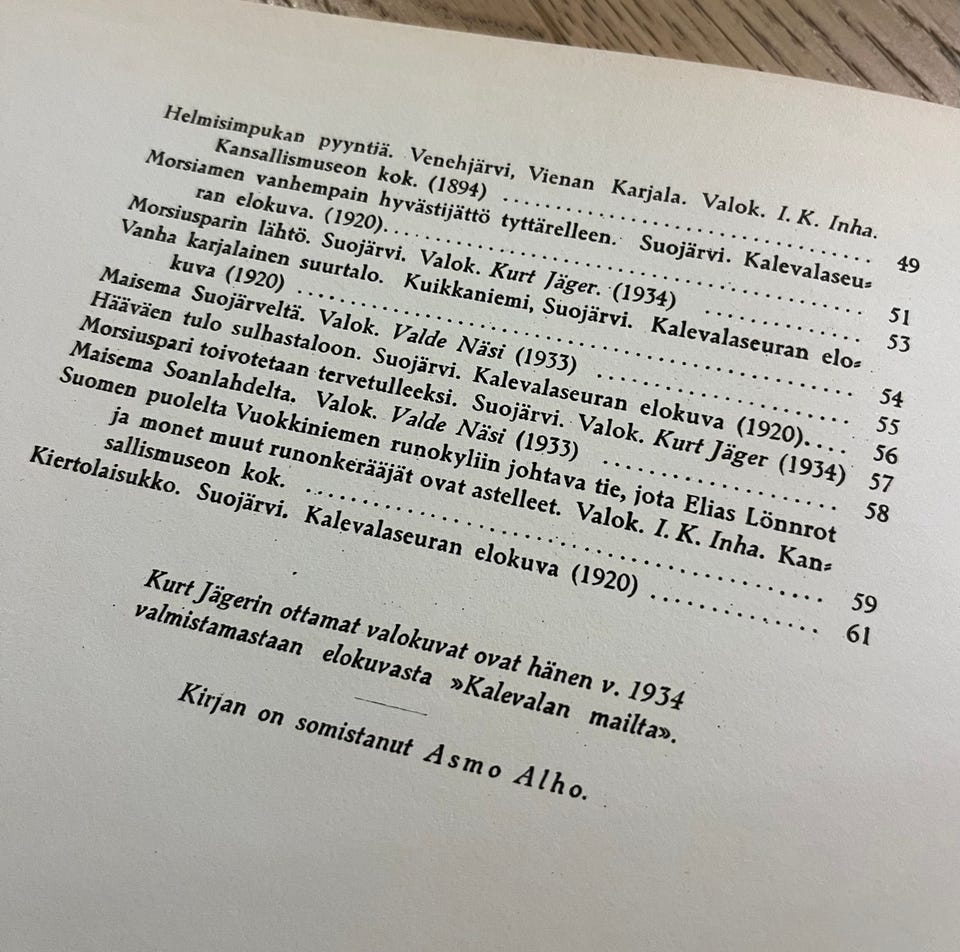 Helmisimpukan pyyntiä. Venehjärvi, Vienan Karjala. Valok. I. K. Inha.
Kansallismuseon kok. (1894) .......................................... 49
Morsiamen vanhempain hyvästijättö tyttärelleen. Suojärvi. Kalevalaseu-
ran elokuva. (1920).................................................. 51
Morsiusparin lähtö. Suojärvi. Valok. Kurt Jäger. (1934) ................ 53
Vanha karjalainen suurtalo. Kuikkaniemi, Suojärvi. Kalevalaseuran elo-
kuva (1920) .......................................................... 54
Maisema Suojärveltä. Valok. Valde Näsi (1933) ......................... 55
Hääväen tulo sulhastaloon. Suojärvi. Kalevalaseuran elokuva (1920).... 56
Morsiuspari toivotetaan tervetulleeksi. Suojärvi. Valok. Kurt Jäger (1934) 57
Maisema Soanlahdelta. Valok. Valde Näsi (1933) ....................... 58
Suomen puolelta Vuokkiniemen runokyliin johtava tie, jota Elias Lönnrot
ja monet muut runonkerääjät ovat astelleet. Valok. I. K. Inha. Kan-
sallismuseon kok. .................................................... 59
Kiertolaisukko. Suojärvi. Kalevalaseuran elokuva (1920) ................ 61
Kurt Jägerin ottamat valokuvat ovat hänen v. 1934
valmistamastaan elokuvasta »Kalevalan mailta».
Kirjan on somistanut Asmo Alho.